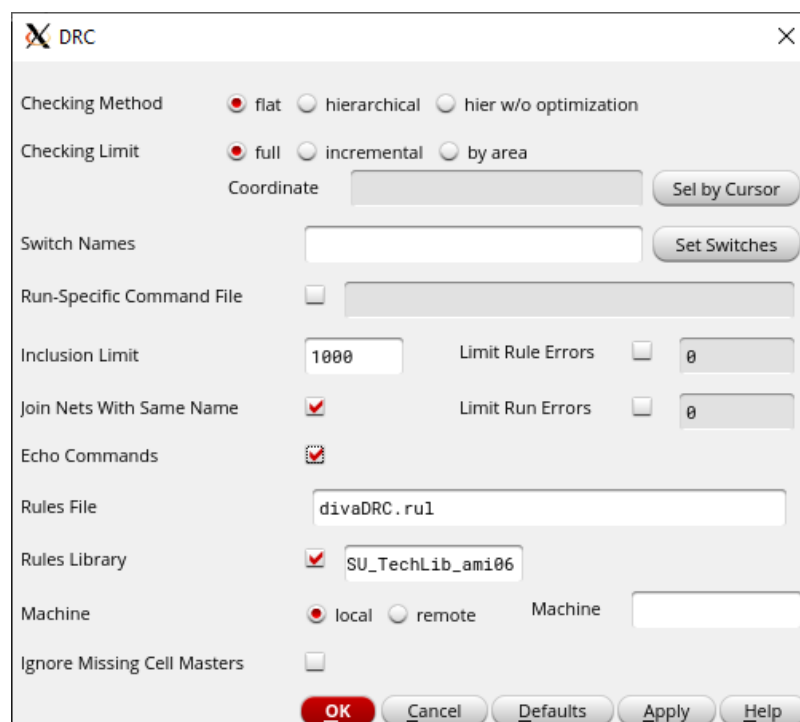 DRC
Checking Method flat hierarchical hier w/o optimization
Checking Limit full incremental by area
Coordinate Sel by Cursor
Switch Names Set Switches
Run-Specific Command File
Inclusion Limit 1000 Limit Rule Errors 0
Join Nets With Same Name Limit Run Errors 0
Echo Commands
Rules File divaDRC.rul
Rules Library SU_TechLib_ami06
Machine local remote Machine
Ignore Missing Cell Masters
OK Cancel Defaults Apply Help